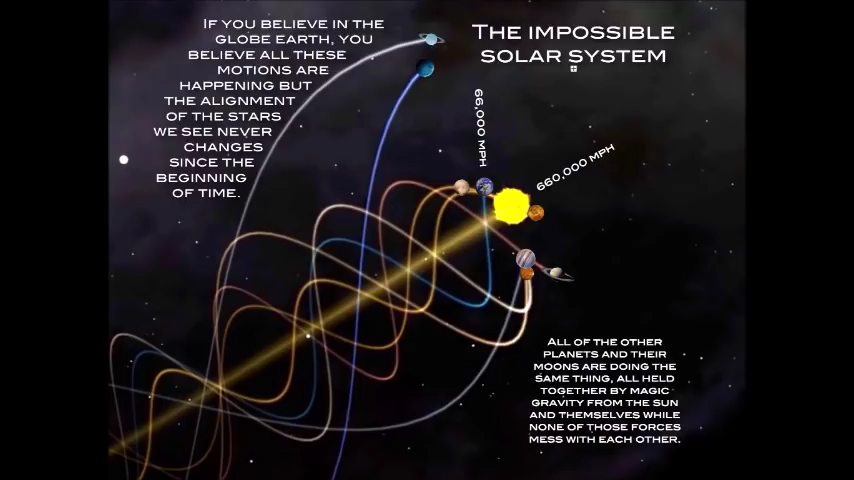 If you believe in the
globe earth, you
believe all these
motions are
happening but
the alignment
of the stars
we see never
changes
since the
beginning
of time.
The impossible
solar system
66,000 mph
660,000 mph
All of the other
planets and their
moons are doing the
same thing, all held
together by magic
gravity from the sun
and themselves while
none of those forces
mess with each other.